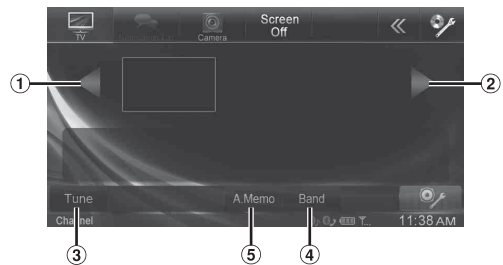 TV
Camera
Screen
Off
1
2
Tune
A.Memo
Band
Channel
11:38 AM
3
5
4